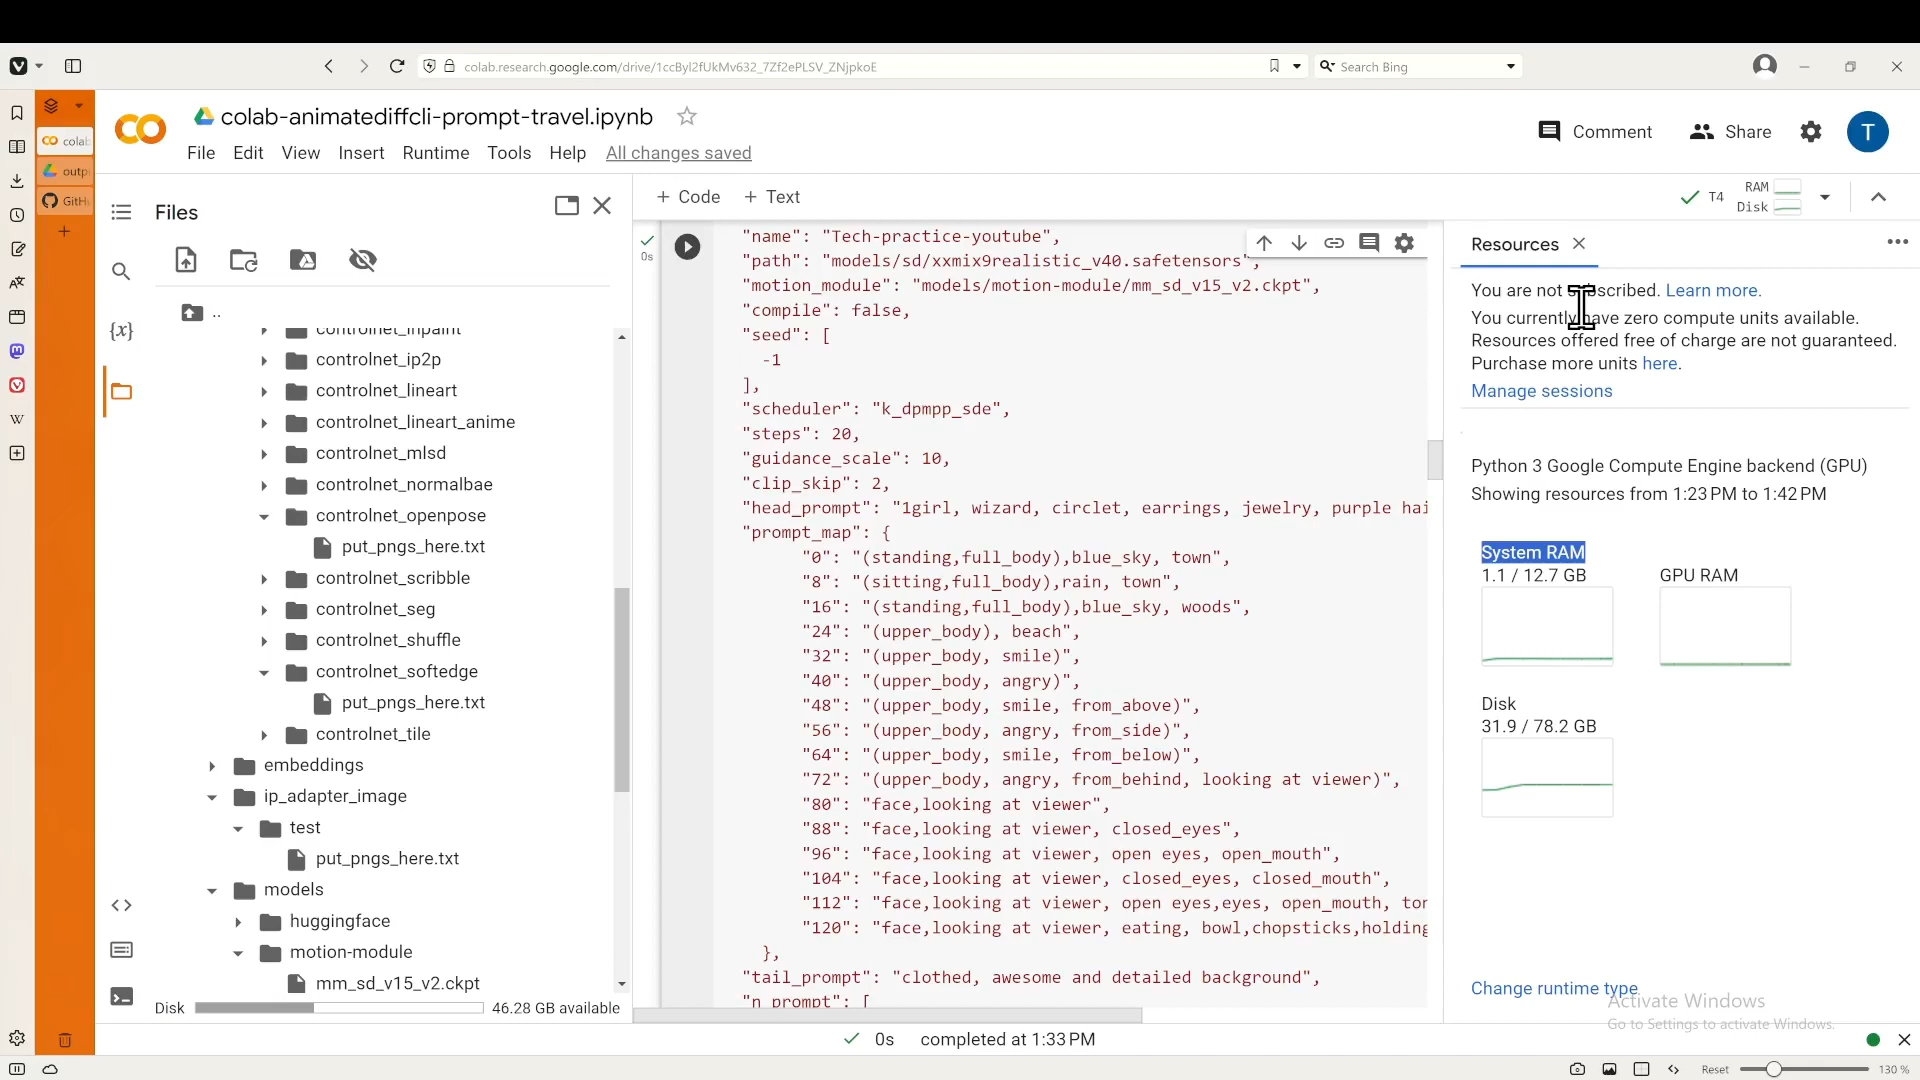 colab.research.google.com/drive/1ccByl2fUkMv632_7Zf2ePLSV_ZNjpkoE
Search Bing
colab
outp
GitH
colab-animatediffcli-prompt-travel.ipynb
Comment
Share
T
File Edit View Insert Runtime Tools Help All changes saved
Files
+ Code + Text
T4
RAM
Disk
..
controlnet_inpaint
controlnet_ip2p
controlnet_lineart
controlnet_lineart_anime
controlnet_mlsd
controlnet_normalbae
controlnet_openpose
put_pngs_here.txt
controlnet_scribble
controlnet_seg
controlnet_shuffle
controlnet_softedge
put_pngs_here.txt
controlnet_tile
embeddings
ip_adapter_image
test
put_pngs_here.txt
models
huggingface
motion-module
mm_sd_v15_v2.ckpt
Disk 46.28 GB available
{x}
W
0s
"name": "Tech-practice-youtube",
"path": "models/sd/xxmix9realistic_v40.safetensors",
"motion_module": "models/motion-module/mm_sd_v15_v2.ckpt",
"compile": false,
"seed": [
-1
],
"scheduler": "k_dpmpp_sde",
"steps": 20,
"guidance_scale": 10,
"clip_skip": 2,
"head_prompt": "1girl, wizard, circlet, earrings, jewelry, purple hai
"prompt_map": {
"0": "(standing,full_body),blue_sky, town",
"8": "(sitting,full_body),rain, town",
"16": "(standing,full_body),blue_sky, woods",
"24": "(upper_body), beach",
"32": "(upper_body, smile)",
"40": "(upper_body, angry)",
"48": "(upper_body, smile, from_above)",
"56": "(upper_body, angry, from_side)",
"64": "(upper_body, smile, from_below)",
"72": "(upper_body, angry, from_behind, looking at viewer)",
"80": "face,looking at viewer",
"88": "face,looking at viewer, closed_eyes",
"96": "face,looking at viewer, open eyes, open_mouth",
"104": "face,looking at viewer, closed_eyes, closed_mouth",
"112": "face,looking at viewer, open eyes,eyes, open_mouth, ton
"120": "face,looking at viewer, eating, bowl,chopsticks,holding
},
"tail_prompt": "clothed, awesome and detailed background",
"n_prompt": [
Resources
You are not subscribed. Learn more.
You currently have zero compute units available.
Resources offered free of charge are not guaranteed.
Purchase more units here.
Manage sessions
Python 3 Google Compute Engine backend (GPU)
Showing resources from 1:23 PM to 1:42 PM
System RAM
1.1 / 12.7 GB
GPU RAM
Disk
31.9 / 78.2 GB
Change runtime type
Activate Windows
Go to Settings to activate Windows.
0s completed at 1:33 PM
Reset
130 %